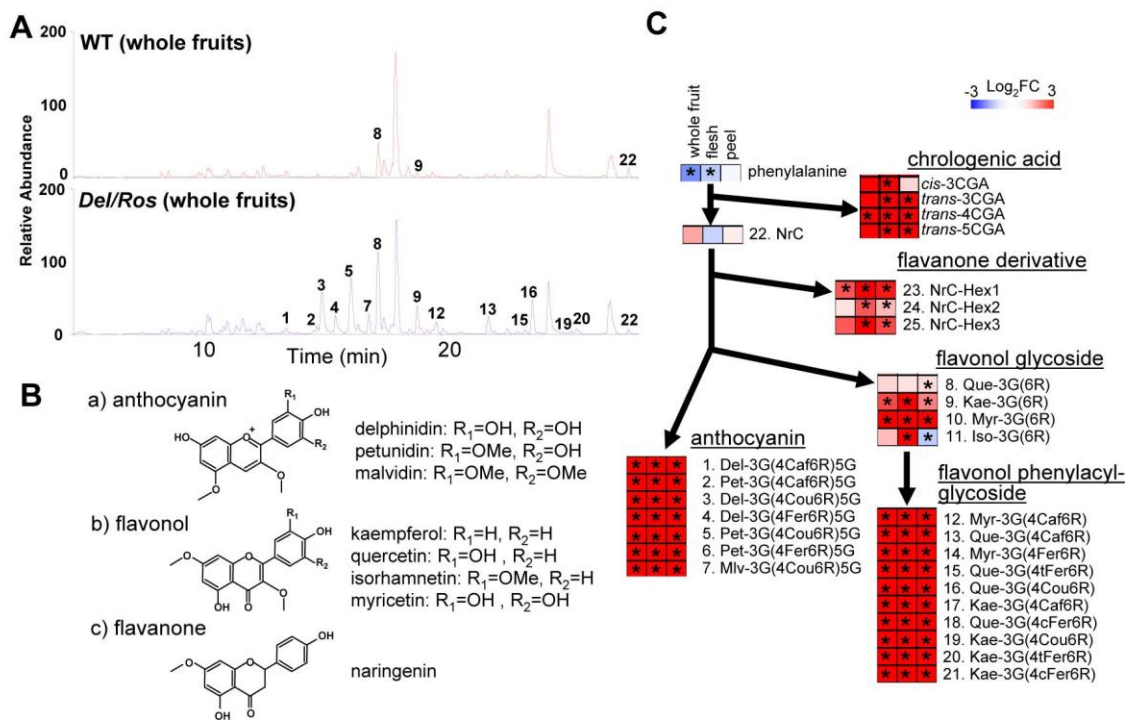 A
WT (whole fruits)
200
100
0
8
9
22
Relative Abundance
Del/Ros (whole fruits)
200
100
0
1
2
3
4
5
7
8
9
12
13
15
16
19
20
22
10
20
Time (min)
B
a) anthocyanin
R1
OH
HO
+
O
R2
O
O
delphinidin: R1=OH, R2=OH
petunidin: R1=OMe, R2=OH
malvidin: R1=OMe, R2=OMe
b) flavonol
R1
OH
O
O
R2
O
OH
O
kaempferol: R1=H, R2=H
quercetin: R1=OH , R2=H
isorhamnetin: R1=OMe, R2=H
myricetin: R1=OH , R2=OH
c) flavanone
OH
O
O
OH
O
naringenin
C
-3 Log2FC 3
whole fruit
flesh
peel
* * phenylalanine
22. NrC
chrologenic acid
* cis-3CGA
* * trans-3CGA
* * * trans-4CGA
* * trans-5CGA
flavanone derivative
* * * 23. NrC-Hex1
* * 24. NrC-Hex2
* * 25. NrC-Hex3
flavonol glycoside
* 8. Que-3G(6R)
* * * 9. Kae-3G(6R)
* * * 10. Myr-3G(6R)
* * 11. Iso-3G(6R)
anthocyanin
* * * 1. Del-3G(4Caf6R)5G
* * * 2. Pet-3G(4Caf6R)5G
* * * 3. Del-3G(4Cou6R)5G
* * * 4. Del-3G(4Fer6R)5G
* * * 5. Pet-3G(4Cou6R)5G
* * * 6. Pet-3G(4Fer6R)5G
* * * 7. Mlv-3G(4Cou6R)5G
flavonol phenylacyl-
glycoside
* * * 12. Myr-3G(4Caf6R)
* * * 13. Que-3G(4Caf6R)
* * * 14. Myr-3G(4Fer6R)
* * * 15. Que-3G(4tFer6R)
* * * 16. Que-3G(4Cou6R)
* * * 17. Kae-3G(4Caf6R)
* * * 18. Que-3G(4cFer6R)
* * * 19. Kae-3G(4Cou6R)
* * * 20. Kae-3G(4tFer6R)
* * * 21. Kae-3G(4cFer6R)